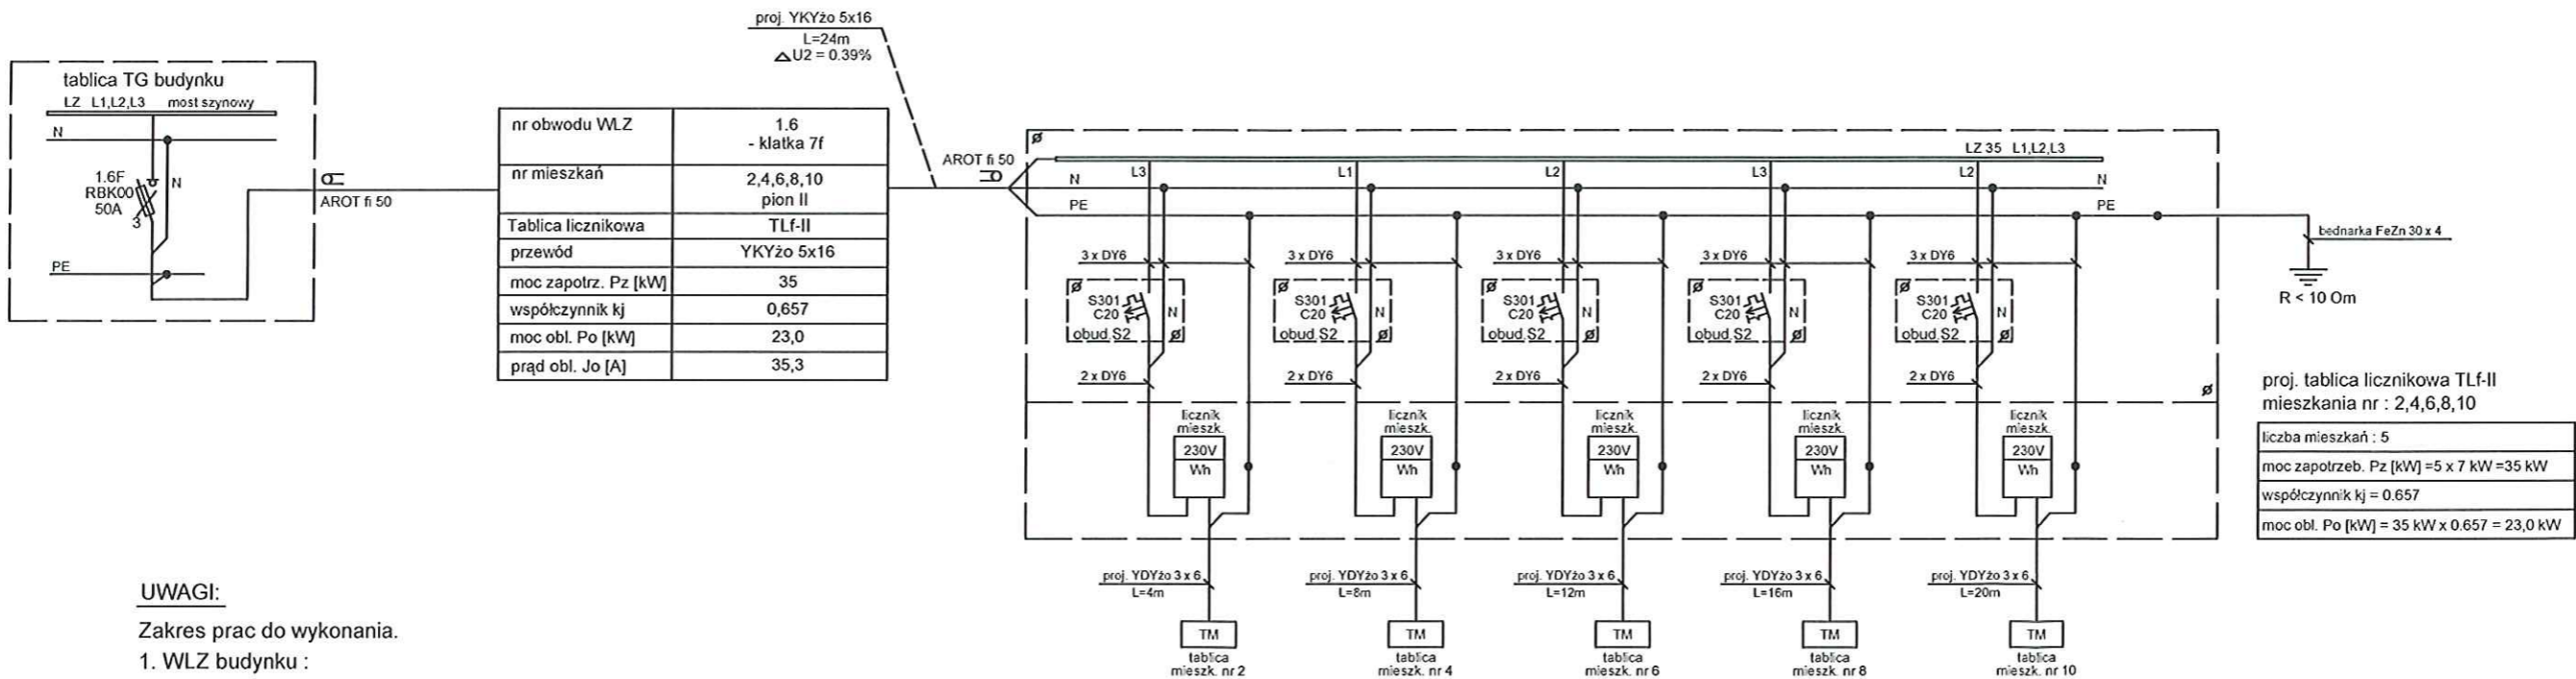 proj. YKYżo 5x16
L=24m
△U2 = 0.39%
tablica TG budynku
LZ L1,L2,L3 most szynowy
N
1.6F
RBK00
50A
3
N
PE
AROT fi 50
nr obwodu WLZ
1.6
- klatka 7f
nr mieszkań
2,4,6,8,10
pion II
Tablica licznikowa TLf-II
przewód YKYżo 5x16
moc zapotrz. Pz [kW] 35
współczynnik kj 0,657
moc obl. Po [kW] 23,0
prąd obl. Jo [A] 35,3
AROT fi 50
ø
LZ 35 L1,L2,L3
L3 L1 L2 L3 L2
N N
PE PE
bednarka FeZn 30 x 4
R < 10 Om
3 x DY6 3 x DY6 3 x DY6 3 x DY6 3 x DY6
ø ø ø ø ø
S301 S301 S301 S301 S301
C20 N C20 N C20 N C20 N C20 N
obud.S2 ø obud.S2 ø obud.S2 ø obud.S2 ø obud.S2 ø
2 x DY6 2 x DY6 2 x DY6 2 x DY6 2 x DY6
ø
licznik licznik licznik licznik licznik
mieszk. mieszk. mieszk. mieszk. mieszk.
230V 230V 230V 230V 230V
Wh Wh Wh Wh Wh
proj. tablica licznikowa TLf-II
mieszkania nr : 2,4,6,8,10
liczba mieszkań : 5
moc zapotrzeb. Pz [kW] =5 x 7 kW =35 kW
współczynnik kj = 0.657
moc obl. Po [kW] = 35 kW x 0.657 = 23,0 kW
proj. YDYżo 3 x 6 proj. YDYżo 3 x 6 proj. YDYżo 3 x 6 proj. YDYżo 3 x 6 proj. YDYżo 3 x 6
L=4m L=8m L=12m L=16m L=20m
TM TM TM TM TM
tablica tablica tablica tablica tablica
mieszk. nr 2 mieszk. nr 4 mieszk. nr 6 mieszk. nr 8 mieszk. nr 10
UWAGI:
Zakres prac do wykonania.
1. WLZ budynku :